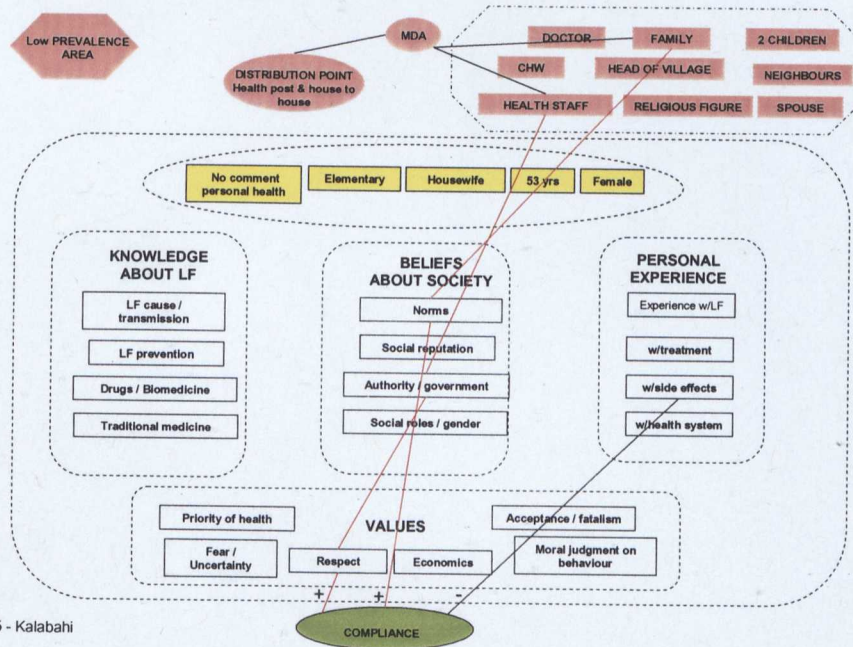 Low PREVALENCE
AREA
MDA
DISTRIBUTION POINT
Health post & house to
house
DOCTOR
FAMILY
2 CHILDREN
CHW
HEAD OF VILLAGE
NEIGHBOURS
HEALTH STAFF
RELIGIOUS FIGURE
SPOUSE
No comment
personal health
Elementary
Housewife
53 yrs
Female
KNOWLEDGE
ABOUT LF
LF cause /
transmission
LF prevention
Drugs / Biomedicine
Traditional medicine
BELIEFS
ABOUT SOCIETY
Norms
Social reputation
Authority / government
Social roles / gender
PERSONAL
EXPERIENCE
Experience w/LF
w/treatment
w/side effects
w/health system
VALUES
Priority of health
Acceptance / fatalism
Fear /
Uncertainty
Respect
Economics
Moral judgment on
behaviour
+
+
-
COMPLIANCE
- Kalabahi